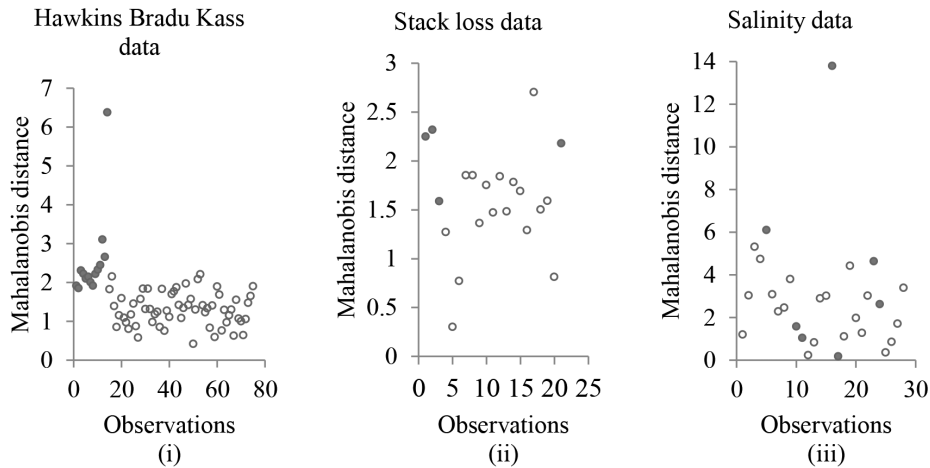 Hawkins Bradu Kass
data
Mahalanobis distance
7
6
5
4
3
2
1
0
0 20 40 60 80
Observations
(i)
Stack loss data
Mahalanobis distance
3
2.5
2
1.5
1
0.5
0
0 5 10 15 20 25
Observations
(ii)
Salinity data
Mahalanobis distance
14
12
10
8
6
4
2
0
0 10 20 30
Observations
(iii)